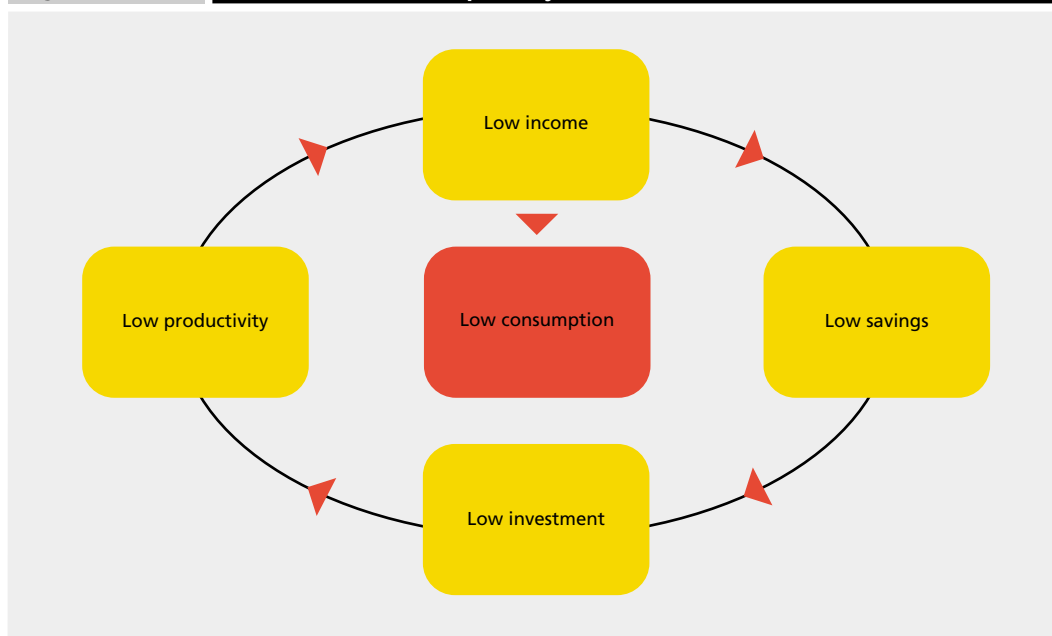 Low income
Low productivity
Low consumption
Low savings
Low investment